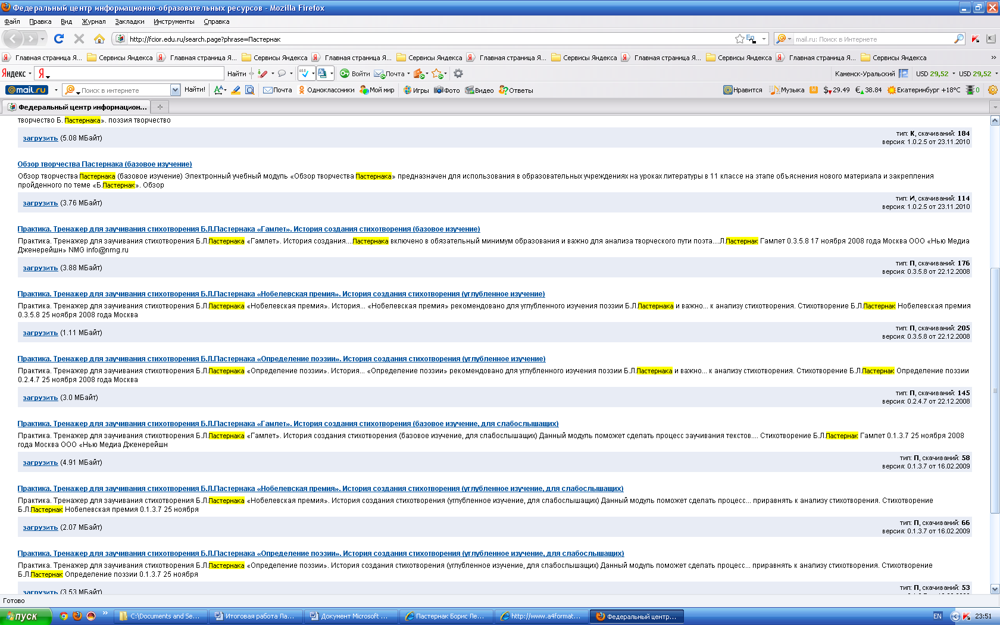 Федеральный центр информационно-образовательных ресурсов - Mozilla Firefox
Файл Правка Вид Журнал Закладки Инструменты Справка
http://fcior.edu.ru/search.page?phrase=Пастернак
mail.ru: Поиск в Интернете
Главная страница Я... Сервисы Яндекса Главная страница Я... Сервисы Яндекса Главная страница Я... Сервисы Яндекса Главная страница Я... Сервисы Яндекса Главная страница Я... Сервисы Яндекса Главная страница Я... Сервисы Яндекса
Яндекс Я Найти Войти Почта Каменск-Уральский USD 29,52 USD 29,52
@mail.ru Поиск в интернете Найти! Почта Одноклассники Мой мир Игры Фото Видео Ответы Нравится Музыка $ 29.49 € 38.84 Екатеринбург +18°C 0
Федеральный центр информацион...
творчество Б. Пастернака». поэзия творчество
загрузить (5.08 МБайт)
тип: К, скачиваний: 184
версия: 1.0.2.5 от 23.11.2010
Обзор творчества Пастернака (базовое изучение)
Обзор творчества Пастернака (базовое изучение) Электронный учебный модуль «Обзор творчества Пастернака» предназначен для использования в образовательных учреждениях на уроках литературы в 11 классе на этапе объяснения нового материала и закрепления
пройденного по теме «Б.Пастернак». Обзор
загрузить (3.76 МБайт)
тип: И, скачиваний: 114
версия: 1.0.2.5 от 23.11.2010
Практика. Тренажер для заучивания стихотворения Б.Л.Пастернака «Гамлет». История создания стихотворения (базовое изучение)
Практика. Тренажер для заучивания стихотворения Б.Л.Пастернака «Гамлет». История создания....Пастернака включено в обязательный минимум образования и важно для анализа творческого пути поэта....Л.Пастернак Гамлет 0.3.5.8 17 ноября 2008 года Москва ООО «Нью Медиа
Дженерейшн» NMG info@nmg.ru
загрузить (3.88 МБайт)
тип: П, скачиваний: 176
версия: 0.3.5.8 от 22.12.2008
Практика. Тренажер для заучивания стихотворения Б.Л.Пастернака «Нобелевская премия». История создания стихотворения (углубленное изучение)
Практика. Тренажер для заучивания стихотворения Б.Л.Пастернака «Нобелевская премия». История... «Нобелевская премия» рекомендовано для углубленного изучения поэзии Б.Л.Пастернака и важно... к анализу стихотворения. Стихотворение Б.Л.Пастернак Нобелевская премия
0.3.5.8 25 ноября 2008 года Москва
загрузить (1.11 МБайт)
тип: П, скачиваний: 205
версия: 0.3.5.8 от 22.12.2008
Практика. Тренажер для заучивания стихотворения Б.Л.Пастернака «Определение поэзии». История создания стихотворения (углубленное изучение)
Практика. Тренажер для заучивания стихотворения Б.Л.Пастернака «Определение поэзии». История... «Определение поэзии» рекомендовано для углубленного изучения поэзии Б.Л.Пастернака и важно... к анализу стихотворения. Стихотворение Б.Л.Пастернак Определение поэзии
0.2.4.7 25 ноября 2008 года Москва
загрузить (3.0 МБайт)
тип: П, скачиваний: 145
версия: 0.2.4.7 от 22.12.2008
Практика. Тренажер для заучивания стихотворения Б.Л.Пастернака «Гамлет». История создания стихотворения (базовое изучение, для слабослышащих)
Практика. Тренажер для заучивания стихотворения Б.Л.Пастернака «Гамлет». История создания стихотворения (базовое изучение, для слабослышащих) Данный модуль поможет сделать процесс заучивания текстов.... Стихотворение Б.Л.Пастернак Гамлет 0.1.3.7 25 ноября 2008
года Москва ООО «Нью Медиа Дженерейшн
загрузить (4.91 МБайт)
тип: П, скачиваний: 58
версия: 0.1.3.7 от 16.02.2009
Практика. Тренажер для заучивания стихотворения Б.Л.Пастернака «Нобелевская премия». История создания стихотворения (углубленное изучение, для слабослышащих)
Практика. Тренажер для заучивания стихотворения Б.Л.Пастернака «Нобелевская премия». История создания стихотворения (углубленное изучение, для слабослышащих) Данный модуль поможет сделать процесс... приравнять к анализу стихотворения. Стихотворение
Б.Л.Пастернак Нобелевская премия 0.1.3.7 25 ноября
загрузить (2.07 МБайт)
тип: П, скачиваний: 66
версия: 0.1.3.7 от 16.02.2009
Практика. Тренажер для заучивания стихотворения Б.Л.Пастернака «Определение поэзии». История создания стихотворения (углубленное изучение, для слабослышащих)
Практика. Тренажер для заучивания стихотворения Б.Л.Пастернака «Определение поэзии». История создания стихотворения (углубленное изучение, для слабослышащих) Данный модуль поможет сделать процесс... приравнять к анализу стихотворения. Стихотворение
Б.Л.Пастернак Определение поэзии 0.1.3.7 25 ноября
загрузить (3.53 МБайт)
тип: П, скачиваний: 53
Готово
пуск C:\Documents and Se... Итоговая работа Ла... Документ Microsoft ... Пастернак Борис Ле... http://www.a4format... Федеральный центр... EN 23:51